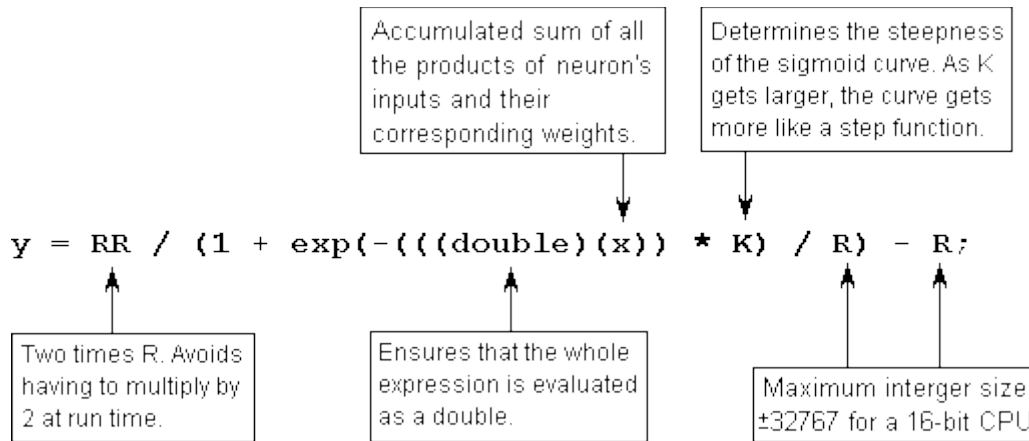 Accumulated sum of all
the products of neuron's
inputs and their
corresponding weights.
Determines the steepness
of the sigmoid curve. As K
gets larger, the curve gets
more like a step function.
y = RR / (1 + exp(-(((double)(x)) * K) / R) - R;
Two times R. Avoids
having to multiply by
2 at run time.
Ensures that the whole
expression is evaluated
as a double.
Maximum interger size
±32767 for a 16-bit CPU